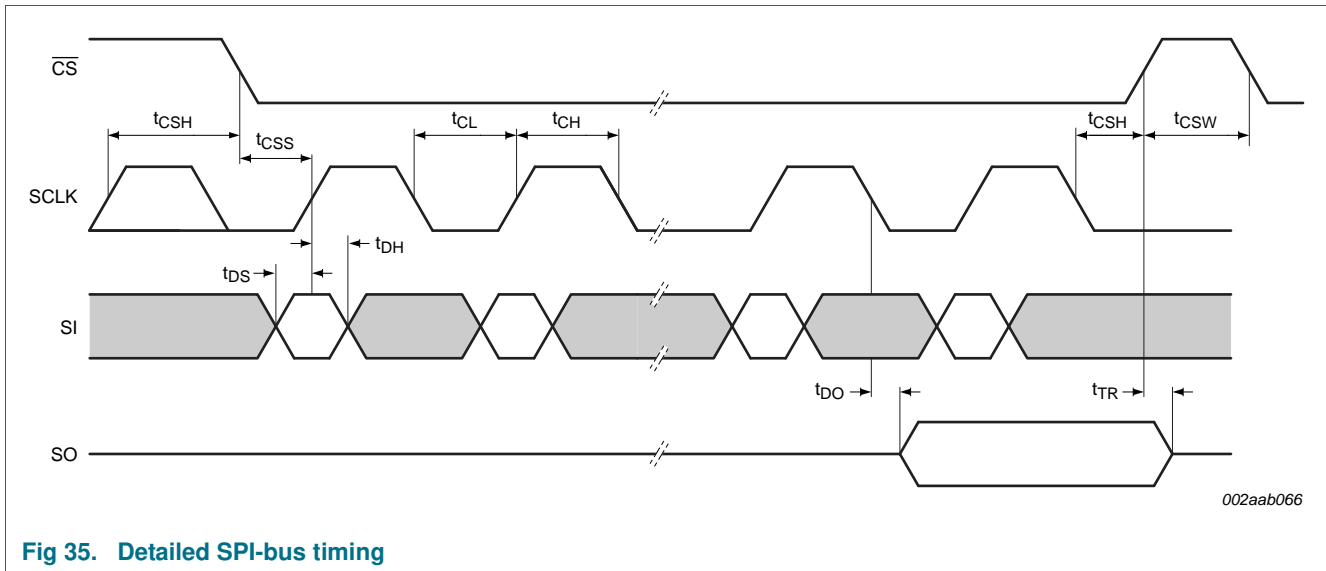 CS
tCSH
tCSS
tCL
tCH
tCSH
tCSW
SCLK
tDH
tDS
SI
tDO
tTR
SO
002aab066
Fig 35. Detailed SPI-bus timing